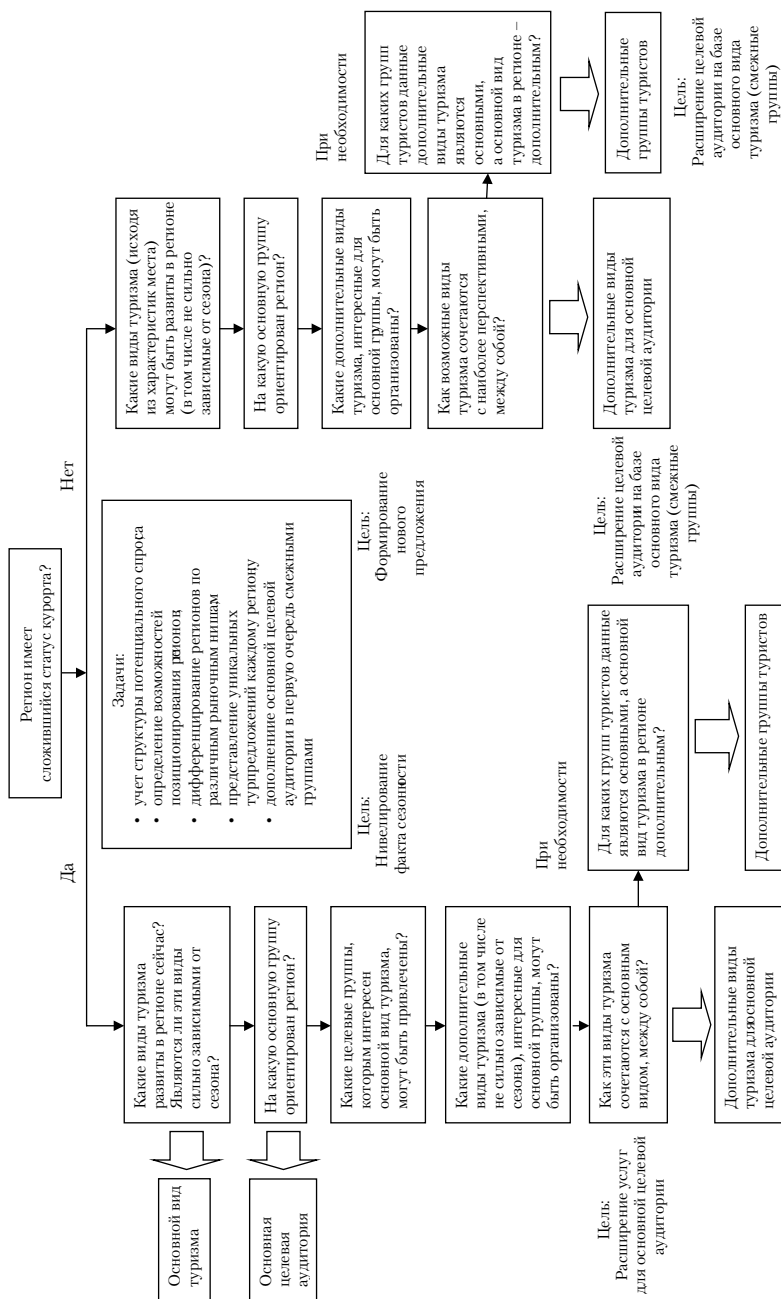 Регион имеет
сложившийся статус курорта?
Да
Нет
Задачи:
• учет структуры потенциального спроса
• определение возможностей
позиционирования регионов
• дифференцирование регионов по
различным рыночным нишам
• представление уникальных
турпредложений каждому региону
• дополнениие основной целевой
аудитории в первую очередь смежными
группами
Цель:
Нивелирование
факта сезонности
Цель:
Формирование
нового
предложения
Какие виды туризма
развиты в регионе сейчас?
Являются ли эти виды
сильно зависимыми от
сезона?
Основной вид
туризма
На какую основную группу
ориентирован регион?
Основная
целевая
аудитория
Какие целевые группы,
которым интересен
основной вид туризма,
могут быть привлечены?
Какие дополнительные
виды туризма (в том числе
не сильно зависимые от
сезона), интересные для
основной группы, могут
быть организованы?
Как эти виды туризма
сочетаются с основным
видом, между собой?
Цель:
Расширение услуг
для основной целевой
аудитории
Дополнительные виды
туризма для основной
целевой аудитории
При
необходимости
Для каких групп туристов данные
являются основными, а основной
вид туризма в регионе
дополнительным?
Дополнительные группы туристов
Цель:
Расширение целевой
аудитории на базе
основного вида
туризма (смежные
группы)
Какие виды туризма (исходя
из характеристик места)
могут быть развиты в регионе
(в том числе не сильно
зависимые от сезона)?
На какую основную группу
ориентирован регион?
Какие дополнительные виды
туризма, интересные для
основной группы, могут быть
организованы?
Как возможные виды
туризма сочетаются
с наиболее перспективными,
между собой?
Дополнительные виды
туризма для основной
целевой аудитории
При
необходимости
Для каких групп
туристов данные
дополнительные
виды туризма
являются
основными,
а основной вид
туризма в регионе –
дополнительным?
Дополнительные
группы туристов
Цель:
Расширение целевой
аудитории на базе
основного вида
туризма (смежные
группы)